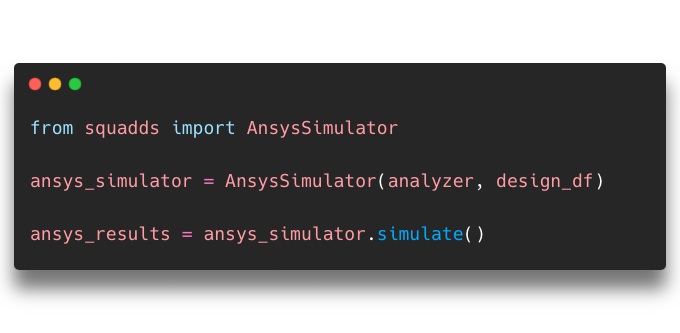 from squadds import AnsysSimulator
ansys_simulator = AnsysSimulator(analyzer, design_df)
ansys_results = ansys_simulator.simulate()